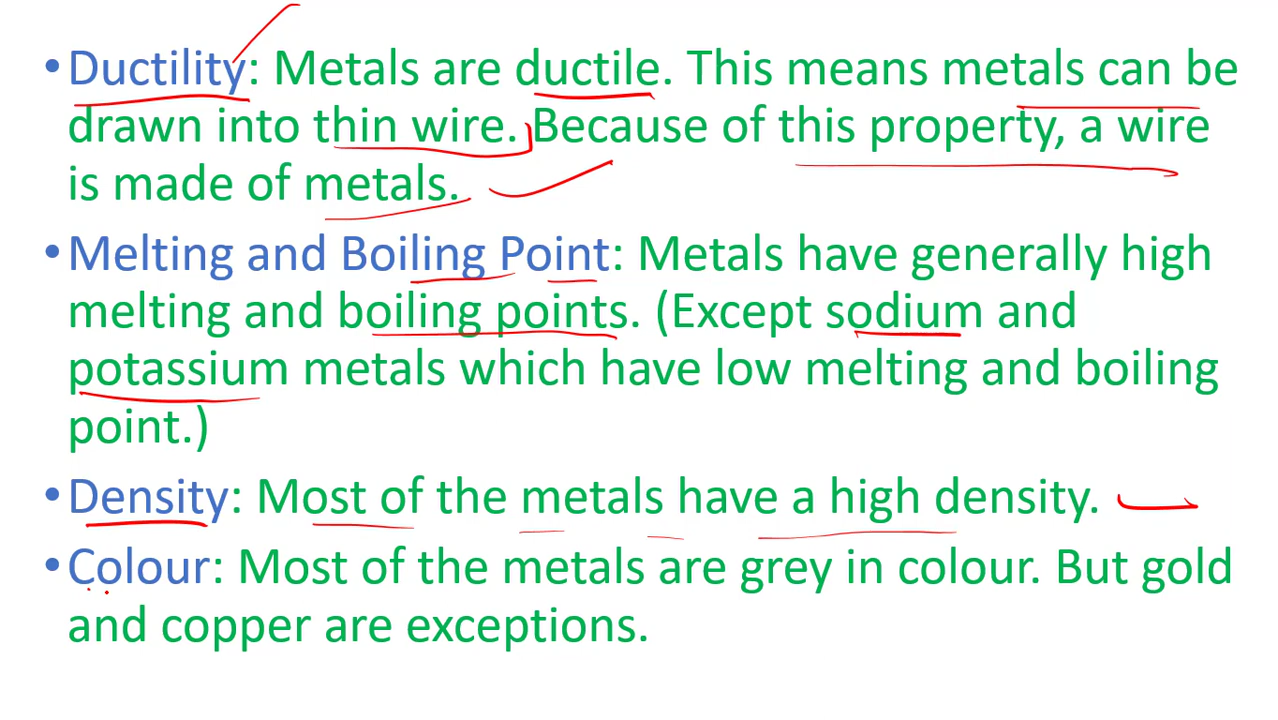 •Ductility: Metals are ductile. This means metals can be
drawn into thin wire. Because of this property, a wire
is made of metals.
•Melting and Boiling Point: Metals have generally high
melting and boiling points. (Except sodium and
potassium metals which have low melting and boiling
point.)
•Density: Most of the metals have a high density.
•Colour: Most of the metals are grey in colour. But gold
and copper are exceptions.